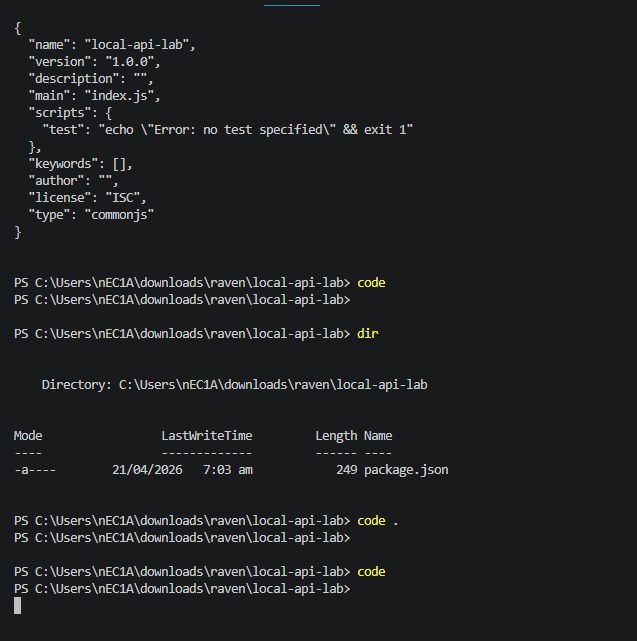 {
  "name": "local-api-lab",
  "version": "1.0.0",
  "description": "",
  "main": "index.js",
  "scripts": {
    "test": "echo \"Error: no test specified\" && exit 1"
  },
  "keywords": [],
  "author": "",
  "license": "ISC",
  "type": "commonjs"
}
PS C:\Users\nEC1A\downloads\raven\local-api-lab> code
PS C:\Users\nEC1A\downloads\raven\local-api-lab>
PS C:\Users\nEC1A\downloads\raven\local-api-lab> dir
    Directory: C:\Users\nEC1A\downloads\raven\local-api-lab
Mode                 LastWriteTime         Length Name
----                 -------------         ------ ----
-a----        21/04/2026   7:03 am            249 package.json
PS C:\Users\nEC1A\downloads\raven\local-api-lab> code .
PS C:\Users\nEC1A\downloads\raven\local-api-lab>
PS C:\Users\nEC1A\downloads\raven\local-api-lab> code
PS C:\Users\nEC1A\downloads\raven\local-api-lab>